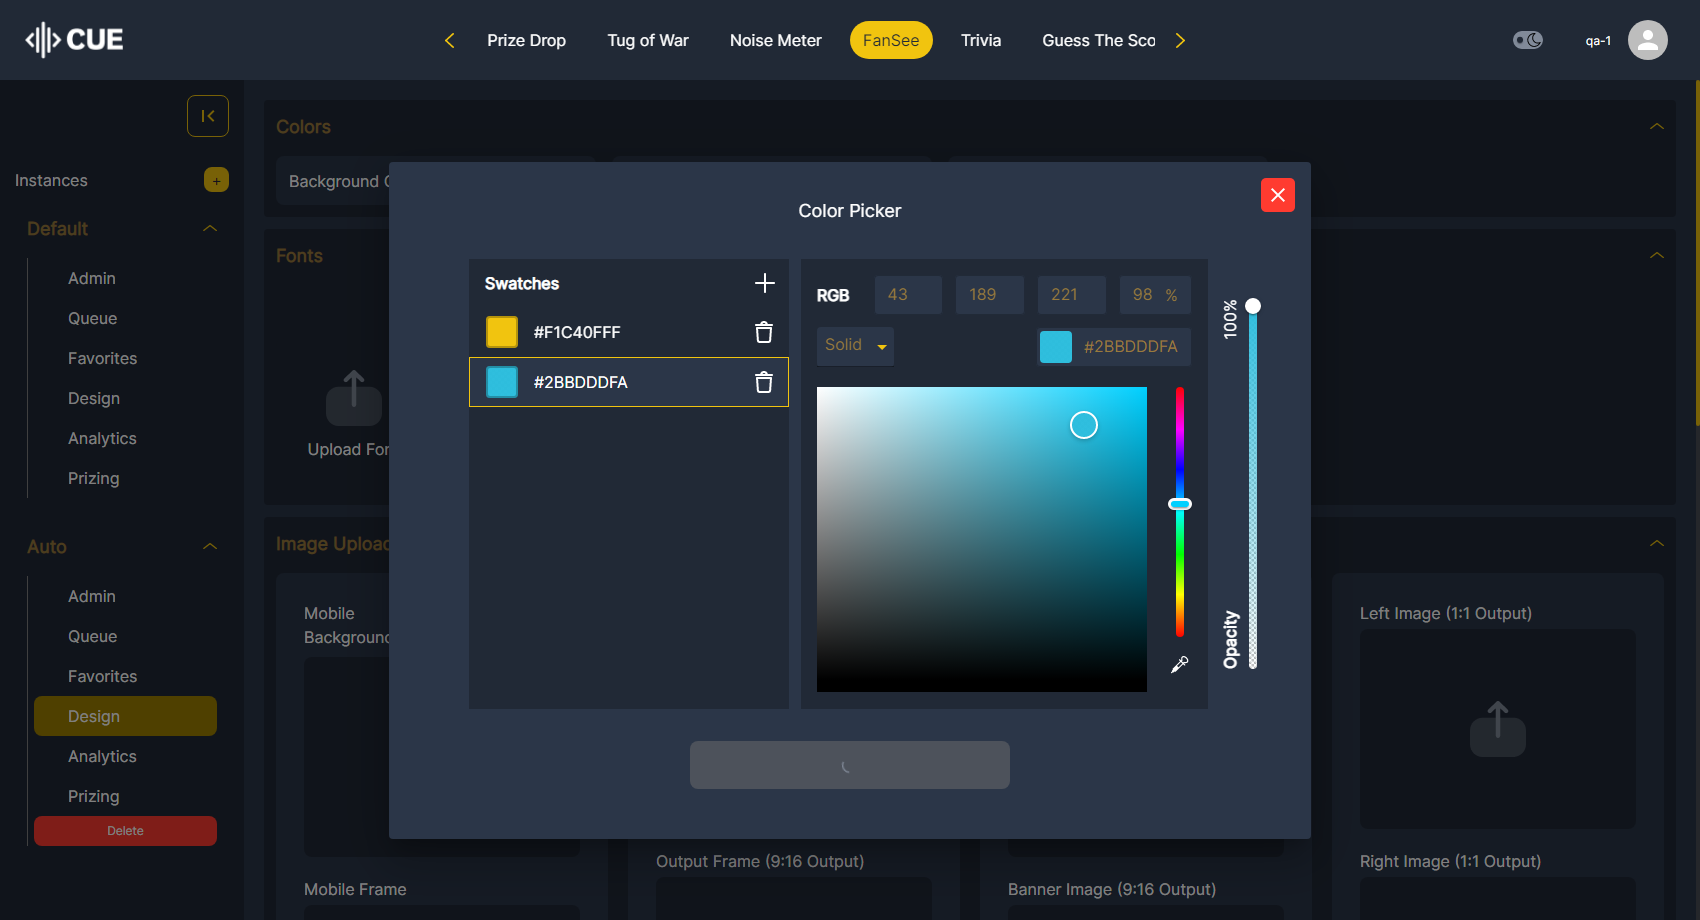 CUE
Prize Drop
Tug of War
Noise Meter
FanSee
Trivia
Guess The Sco
qa-1
Instances
+
Default
Admin
Queue
Favorites
Design
Analytics
Prizing
Auto
Admin
Queue
Favorites
Design
Analytics
Prizing
Delete
Colors
Background
Fonts
Upload
Image Upload
Mobile
Background
Mobile Frame
Output Frame (9:16 Output)
Banner Image (9:16 Output)
Left Image (1:1 Output)
Right Image (1:1 Output)
Color Picker
Swatches
#F1C40FFF
#2BBDDDFA
RGB
43
189
221
98 %
Solid
#2BBDDDFA
100%
Opacity